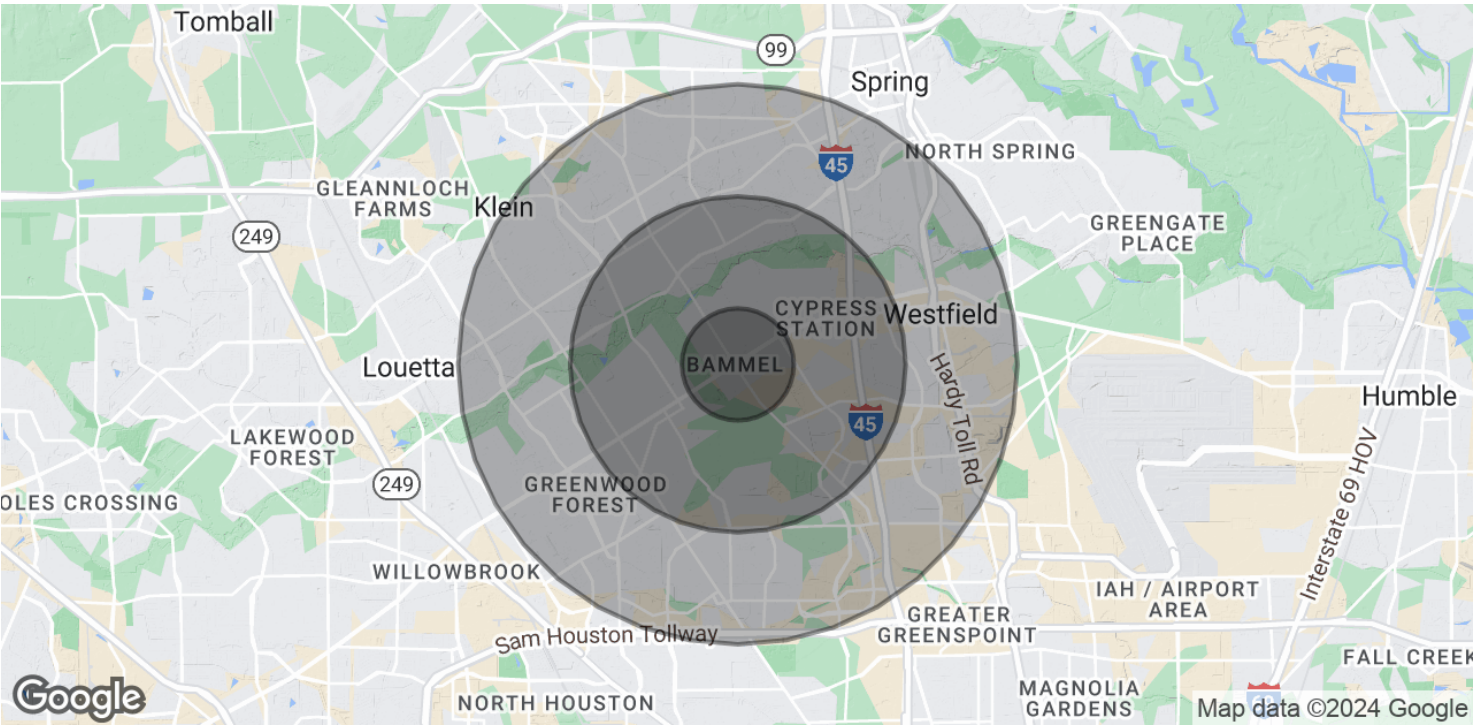 Tomball
99
Spring
45
NORTH SPRING
GLEANNLOCH
FARMS
Klein
GREENGATE
PLACE
249
CYPRESS
STATION
Westfield
BAMMEL
Louetta
Hardy Toll Rd
Humble
45
LAKEWOOD
FOREST
249
GREENWOOD
FOREST
OLES CROSSING
Interstate 69 HOV
WILLOWBROOK
IAH / AIRPORT
AREA
GREATER
GREENSPOINT
Sam Houston Tollway
FALL CREEK
NORTH HOUSTON
MAGNOLIA
GARDENS
Google
Map data ©2024 Google